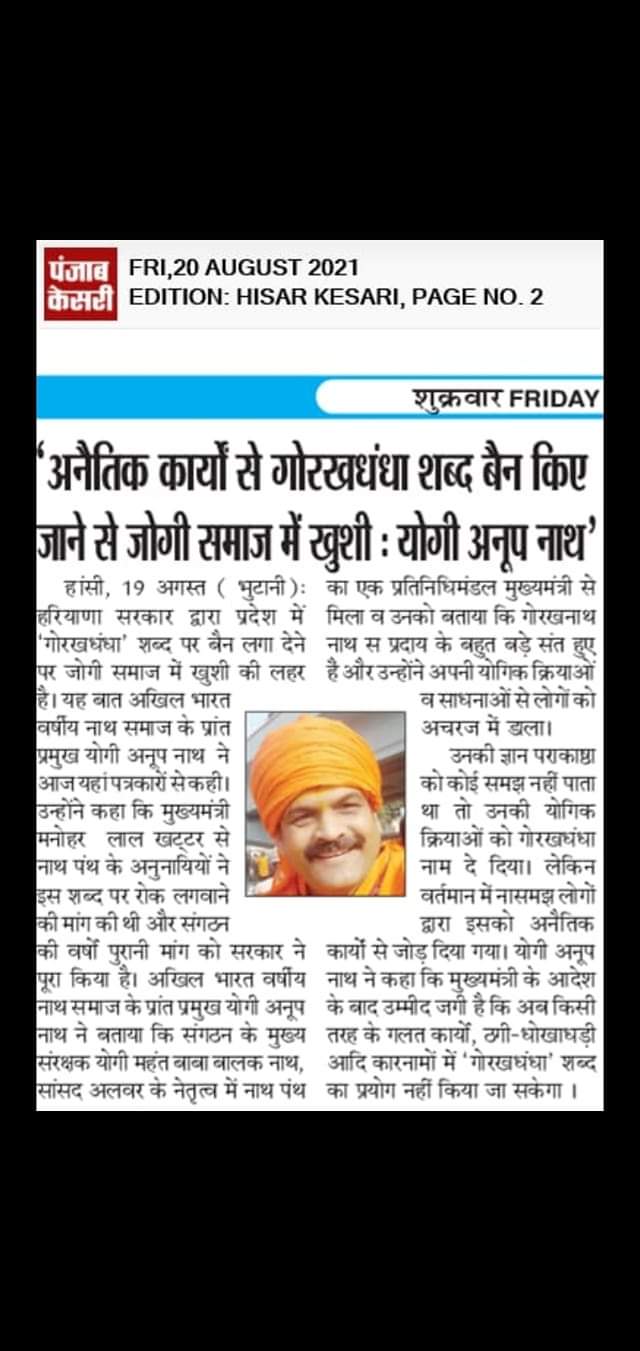 पंजाब
केसरी
FRI,20 AUGUST 2021
EDITION: HISAR KESARI, PAGE NO. 2
शुक्रवार FRIDAY
‘अनैतिक कार्यों से गोरखधंधा शब्द बैन किए
जाने से जोगी समाज में खुशी : योगी अनूप नाथ’
हांसी, 19 अगस्त ( भुटानी):
हरियाणा सरकार द्वारा प्रदेश में
‘गोरखधंधा’ शब्द पर बैन लगा देने
पर जोगी समाज में खुशी की लहर
है। यह बात अखिल भारत
वर्षीय नाथ समाज के प्रांत
प्रमुख योगी अनूप नाथ ने
आज यहां पत्रकारों से कही।
उन्होंने कहा कि मुख्यमंत्री
मनोहर लाल खट्टर से
नाथ पंथ के अनुनायियों ने
इस शब्द पर रोक लगवाने
की मांग की थी और संगठन
की वर्षों पुरानी मांग को सरकार ने
पूरा किया है। अखिल भारत वर्षीय
नाथ समाज के प्रांत प्रमुख योगी अनूप
नाथ ने बताया कि संगठन के मुख्य
संरक्षक योगी महंत बाबा बालक नाथ,
सांसद अलवर के नेतृत्व में नाथ पंथ
का एक प्रतिनिधिमंडल मुख्यमंत्री से
मिला व उनको बताया कि गोरखनाथ
नाथ स प्रदाय के बहुत बड़े संत हुए
है और उन्होंने अपनी योगिक क्रियाओं
व साधनाओं से लोगों को
अचरज में डाला।
उनकी ज्ञान पराकाष्ठा
को कोई समझ नहीं पाता
था तो उनकी योगिक
क्रियाओं को गोरखधंधा
नाम दे दिया। लेकिन
वर्तमान में नासमझ लोगों
द्वारा इसको अनैतिक
कार्यो से जोड़ दिया गया। योगी अनूप
नाथ ने कहा कि मुख्यमंत्री के आदेश
के बाद उम्मीद जगी है कि अब किसी
तरह के गलत कार्यो, ठगी-धोखाधड़ी
आदि कारनामों में ‘गोरखधंधा’ शब्द
का प्रयोग नहीं किया जा सकेगा ।